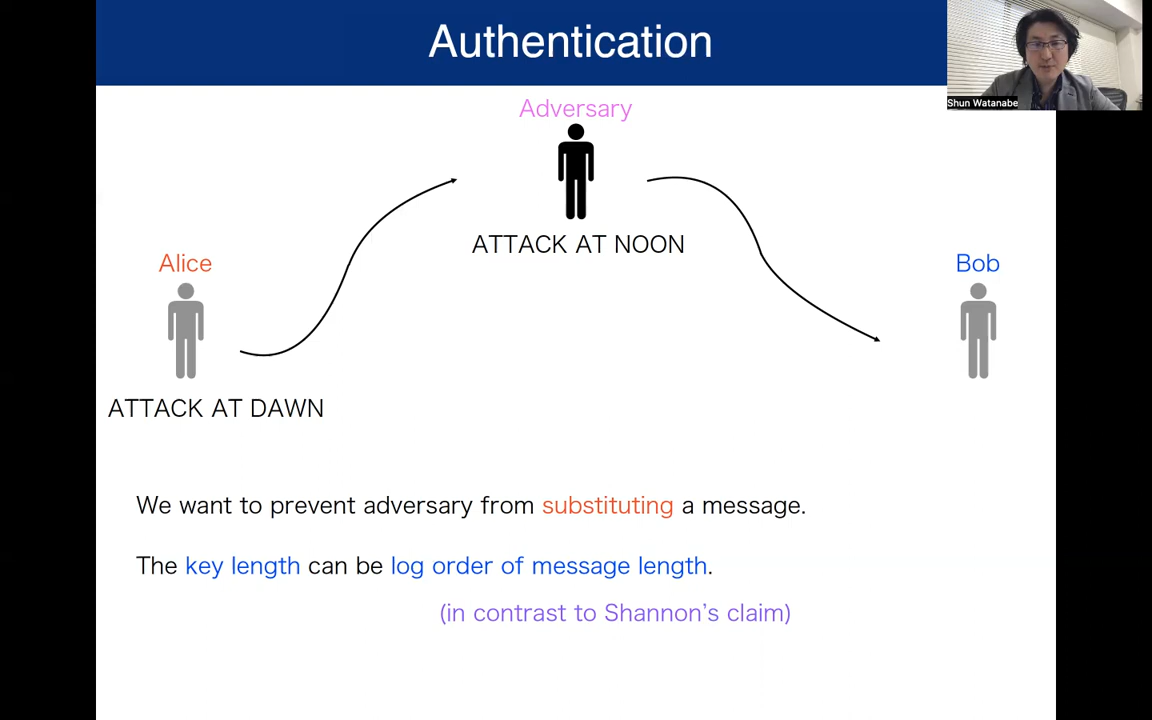 Authentication
Shun Watanabe
Adversary
ATTACK AT NOON
Alice
Bob
ATTACK AT DAWN
We want to prevent adversary from substituting a message.
The key length can be log order of message length.
(in contrast to Shannon's claim)